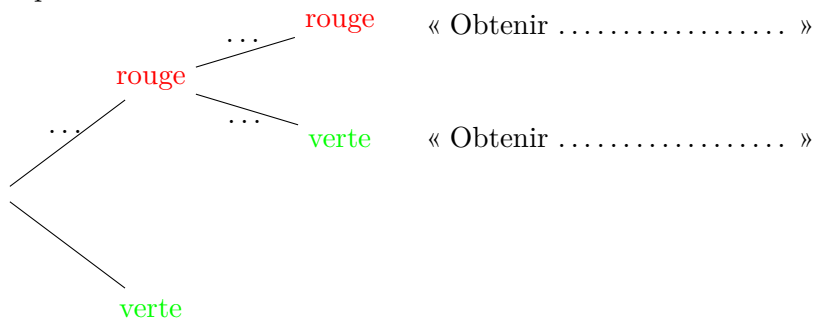 ... rouge « Obtenir ................... »
rouge
... ... verte « Obtenir ................... »
verte